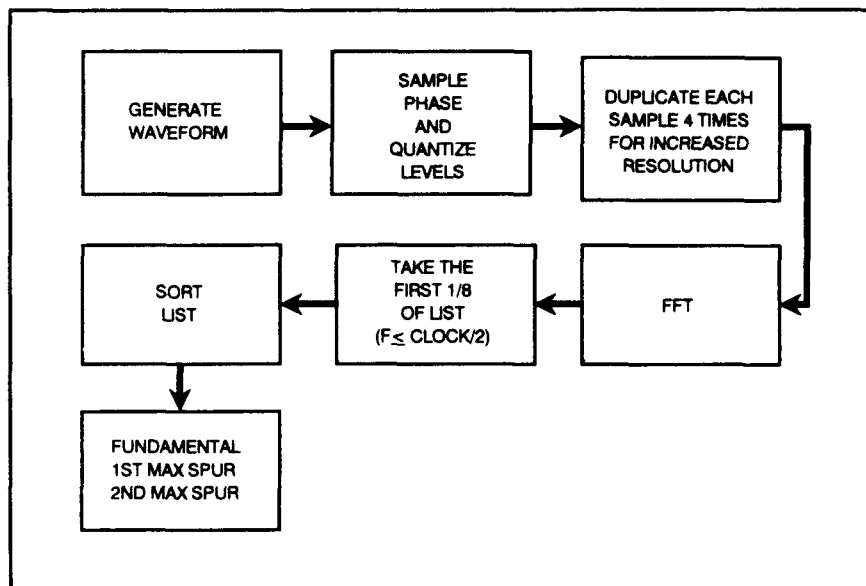 GENERATE
WAVEFORM
SAMPLE
PHASE
AND
QUANTIZE
LEVELS
DUPLICATE EACH
SAMPLE 4 TIMES
FOR INCREASED
RESOLUTION
FFT
TAKE THE
FIRST 1/8
OF LIST
(F≤ CLOCK/2)
SORT
LIST
FUNDAMENTAL
1ST MAX SPUR
2ND MAX SPUR